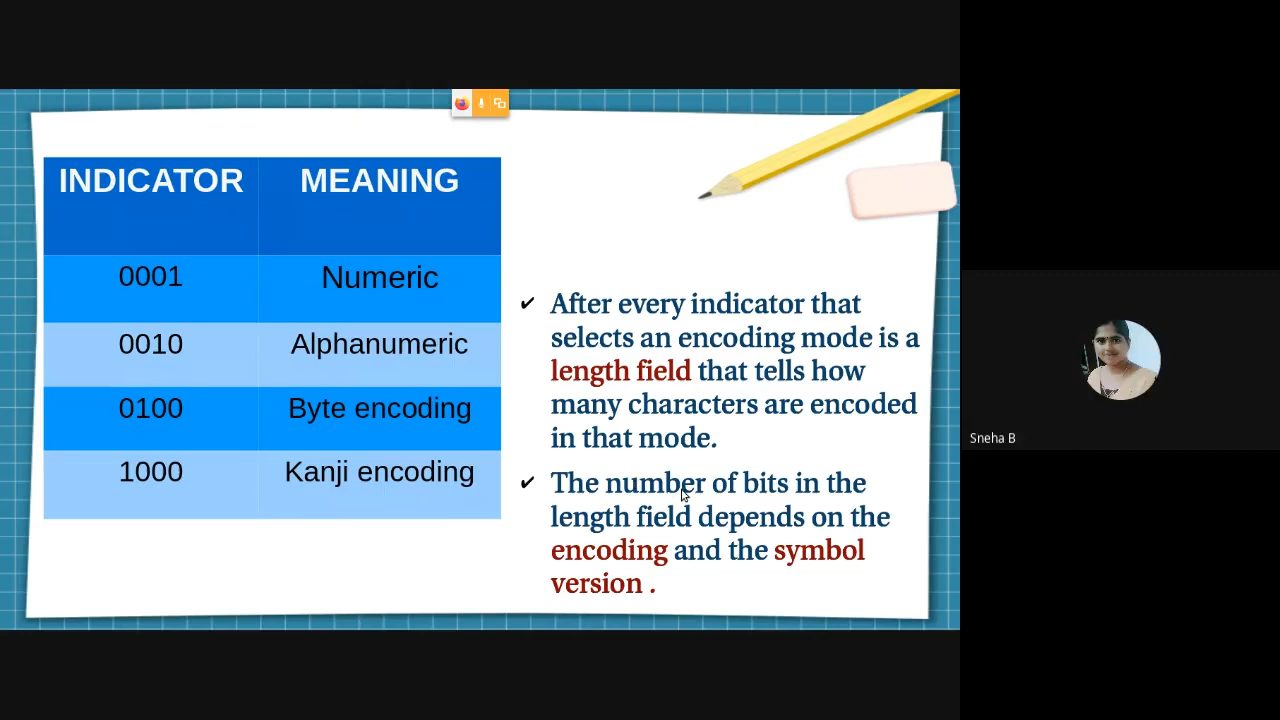 INDICATOR MEANING
0001 Numeric
0010 Alphanumeric
0100 Byte encoding
1000 Kanji encoding
✔ After every indicator that
selects an encoding mode is a
length field that tells how
many characters are encoded
in that mode.
✔ The number of bits in the
length field depends on the
encoding and the symbol
version .
Sneha B